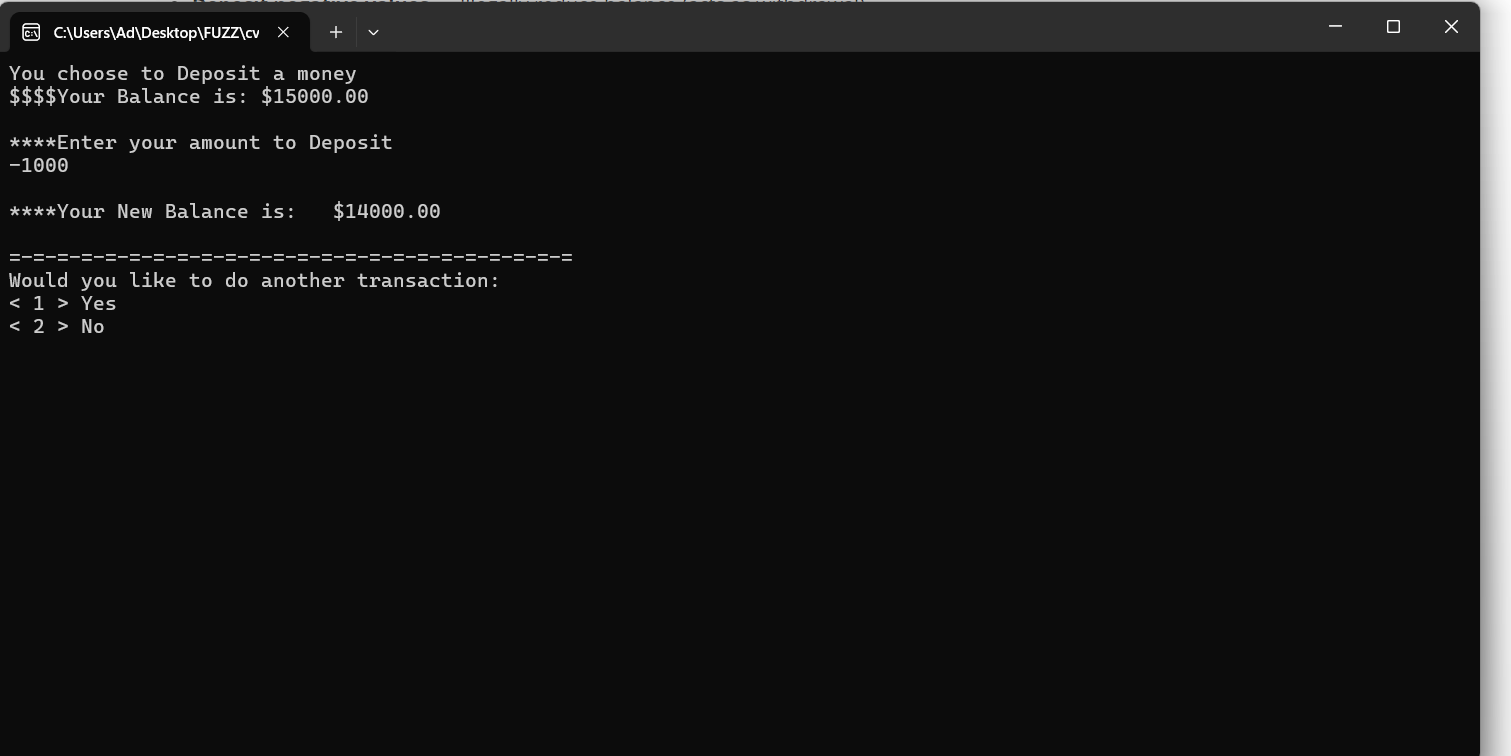 C:\Users\Ad\Desktop\FUZZ\cv
You choose to Deposit a money
$$$$Your Balance is: $15000.00
****Enter your amount to Deposit
-1000
****Your New Balance is:   $14000.00
=-=-=-=-=-=-=-=-=-=-=-=-=-=-=-=-=-=-=-=-=-=-=-=
Would you like to do another transaction:
< 1 > Yes
< 2 > No